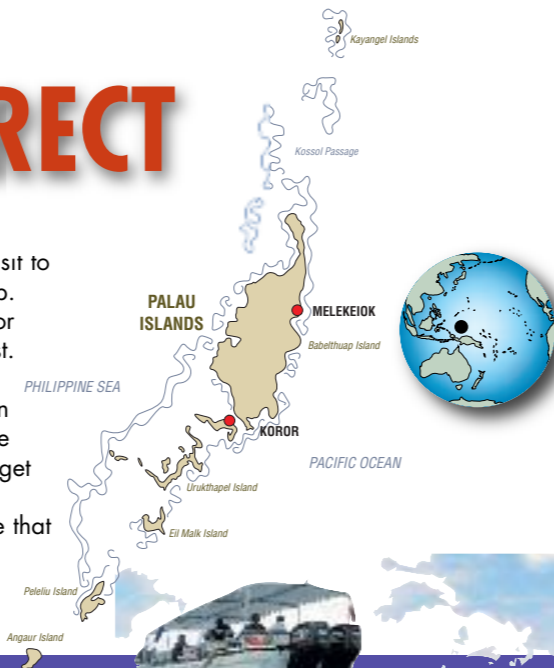 RECT
sit to
o.
or
st.
n
e
get
e that
Kayangel Islands
Kossol Passage
PALAU
ISLANDS
MELEKEIOK
Babelthuap Island
PHILIPPINE SEA
KOROR
PACIFIC OCEAN
Urukthapel Island
Eil Malk Island
Peleliu Island
Angaur Island